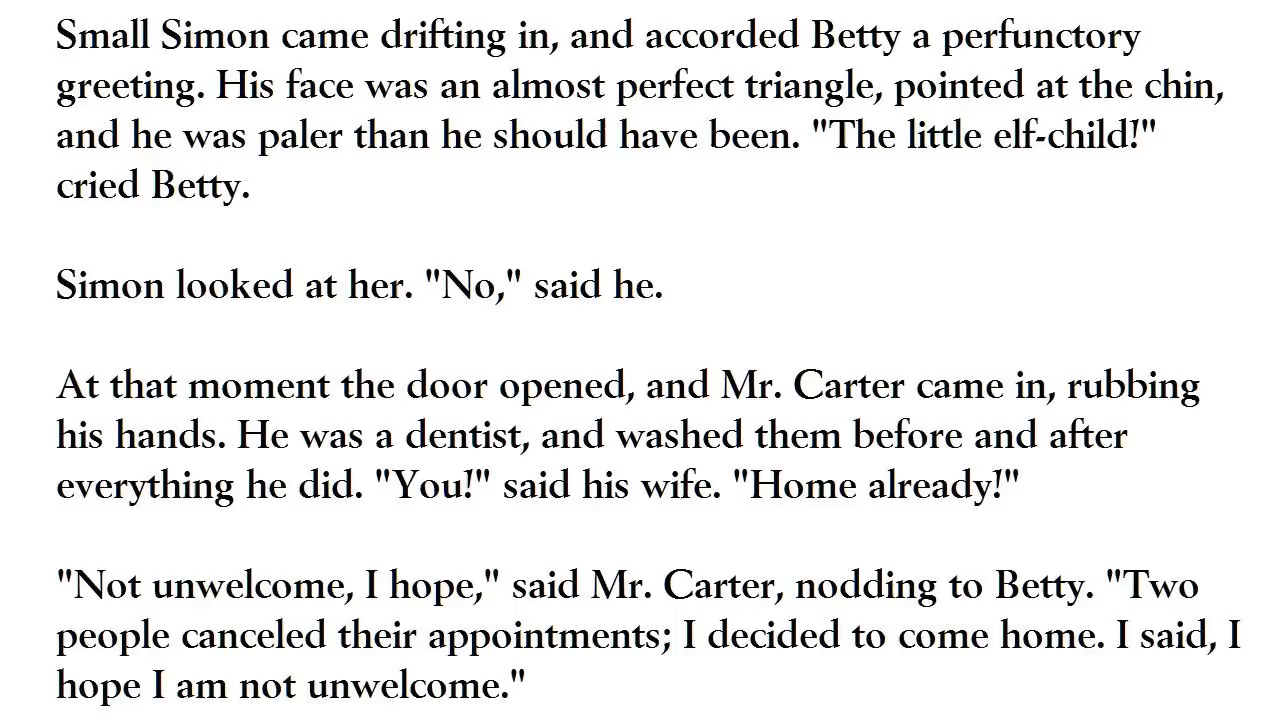 Small Simon came drifting in, and accorded Betty a perfunctory
greeting. His face was an almost perfect triangle, pointed at the chin,
and he was paler than he should have been. "The little elf-child!"
cried Betty.
Simon looked at her. "No," said he.
At that moment the door opened, and Mr. Carter came in, rubbing
his hands. He was a dentist, and washed them before and after
everything he did. "You!" said his wife. "Home already!"
"Not unwelcome, I hope," said Mr. Carter, nodding to Betty. "Two
people canceled their appointments; I decided to come home. I said, I
hope I am not unwelcome."